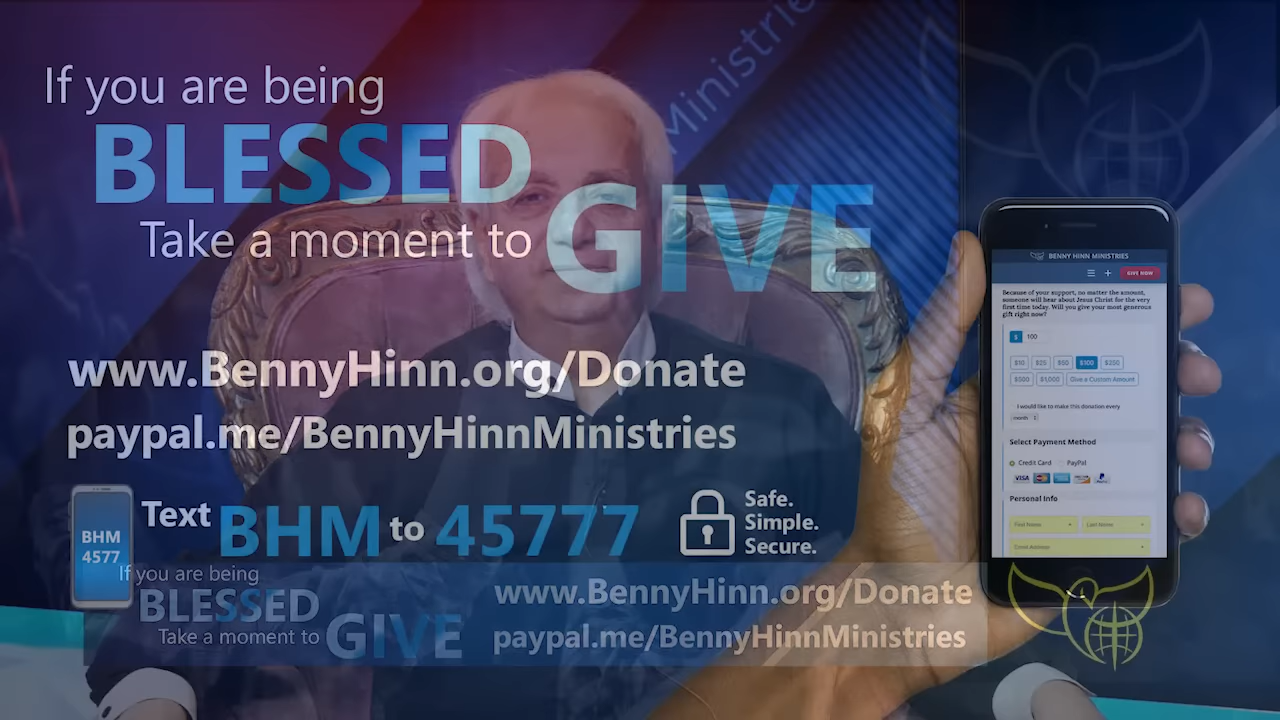 If you are being
BLESSED
Take a moment to GIVE
www.BennyHinn.org/Donate
paypal.me/BennyHinnMinistries
Text BHM to 45777
Safe.
Simple.
Secure.
BHM
4577
If you are being
BLESSED
Take a moment to GIVE
www.BennyHinn.org/Donate
paypal.me/BennyHinnMinistries
Ministries
BENNY HINN MINISTRIES
GIVE NOW
Because of your support, no matter the amount,
someone will hear about Jesus Christ for the very
first time today. Will you give your most generous
gift right now?
$ 100
$10 $25 $50 $100 $250
$500 $1,000 Give a Custom Amount
I would like to make this donation every
month
Select Payment Method
Credit Card PayPal
VISA
Personal Info
First Name Last Name
Email Address